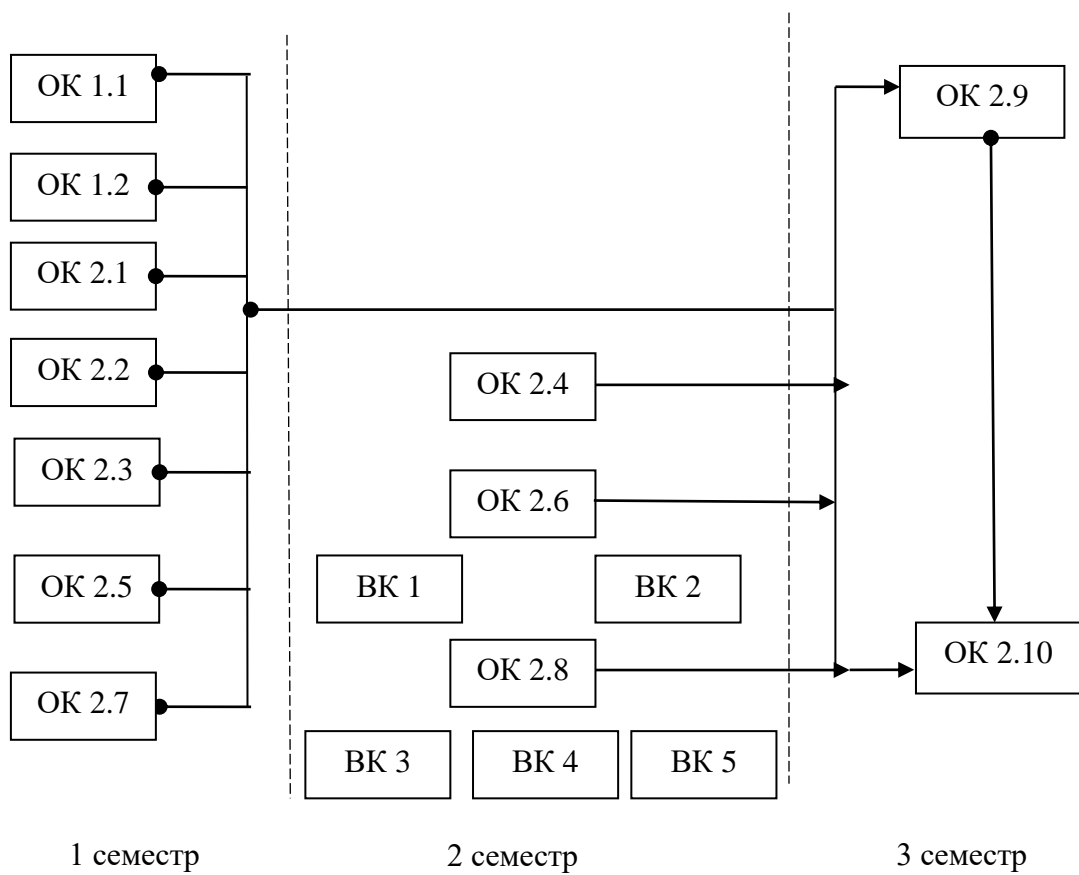 ОК 1.1
ОК 1.2
ОК 2.1
ОК 2.2
ОК 2.3
ОК 2.5
ОК 2.7
ОК 2.4
ОК 2.6
ВК 1
ВК 2
ОК 2.8
ВК 3
ВК 4
ВК 5
ОК 2.9
ОК 2.10
1 семестр
2 семестр
3 семестр